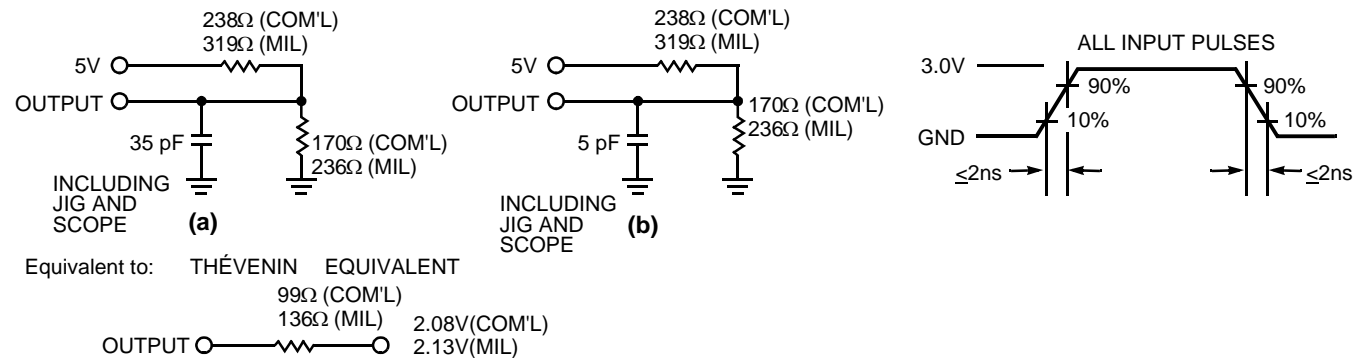 238Ω (COM'L)
319Ω (MIL)
5V
OUTPUT
35 pF
170Ω (COM'L)
236Ω (MIL)
INCLUDING
JIG AND
SCOPE
(a)
238Ω (COM'L)
319Ω (MIL)
5V
OUTPUT
5 pF
170Ω (COM'L)
236Ω (MIL)
INCLUDING
JIG AND
SCOPE
(b)
ALL INPUT PULSES
3.0V
90%
10%
GND
≤2ns
90%
10%
≤2ns
Equivalent to: THÉVENIN EQUIVALENT
99Ω (COM'L)
136Ω (MIL)
OUTPUT
2.08V(COM'L)
2.13V(MIL)